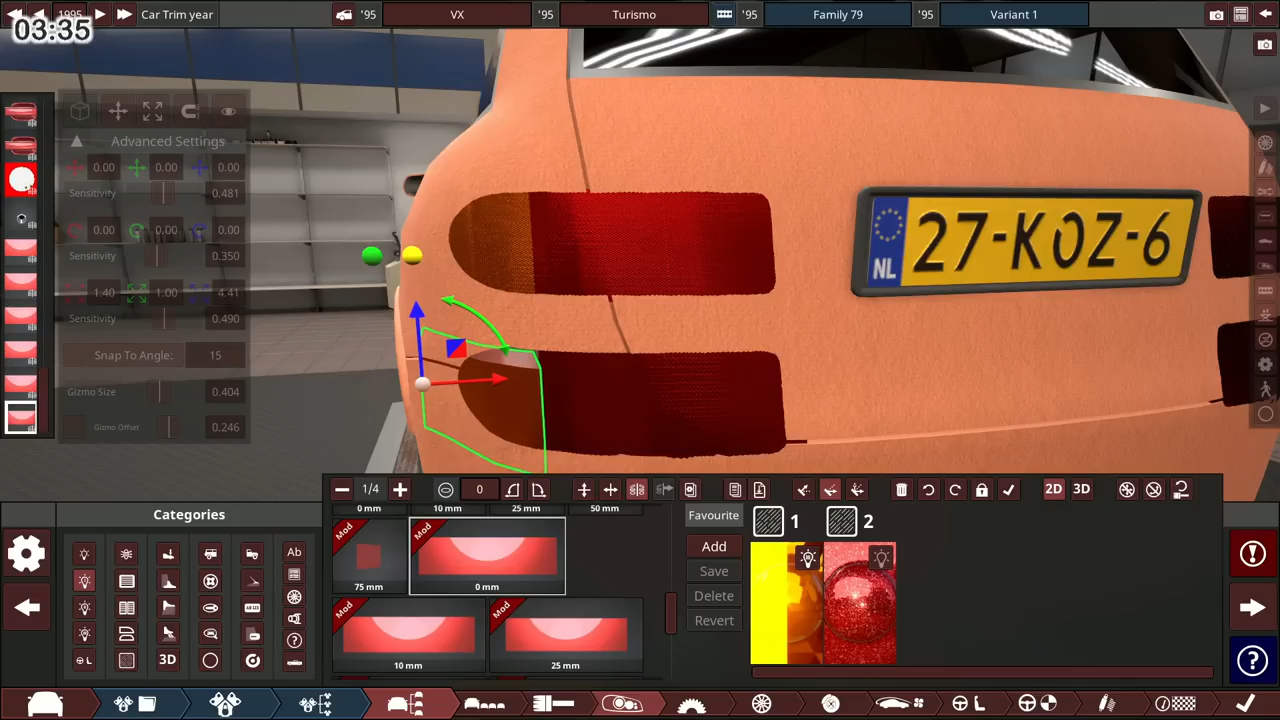 1995 Car Trim year '95 VX '95 Turismo '95 Family 79 '95 Variant 1
03:35
Advanced Settings
0.00 0.00 0.00
Sensitivity 0.481
0.00 0.00 0.00
Sensitivity 0.350
1:40 1.00 4.41
Sensitivity 0.490
Snap To Angle: 15
Gizmo Size 0.404
Gizmo Offset 0.246
NL 27-KOZ-6
1/4 0 2D 3D
Categories
Ab
3D
L
0 mm 10 mm 25 mm 50 mm
Mod Mod
75 mm 0 mm
Mod Mod
10 mm 25 mm
Favourite 1 2
Add
Save
Delete
Revert